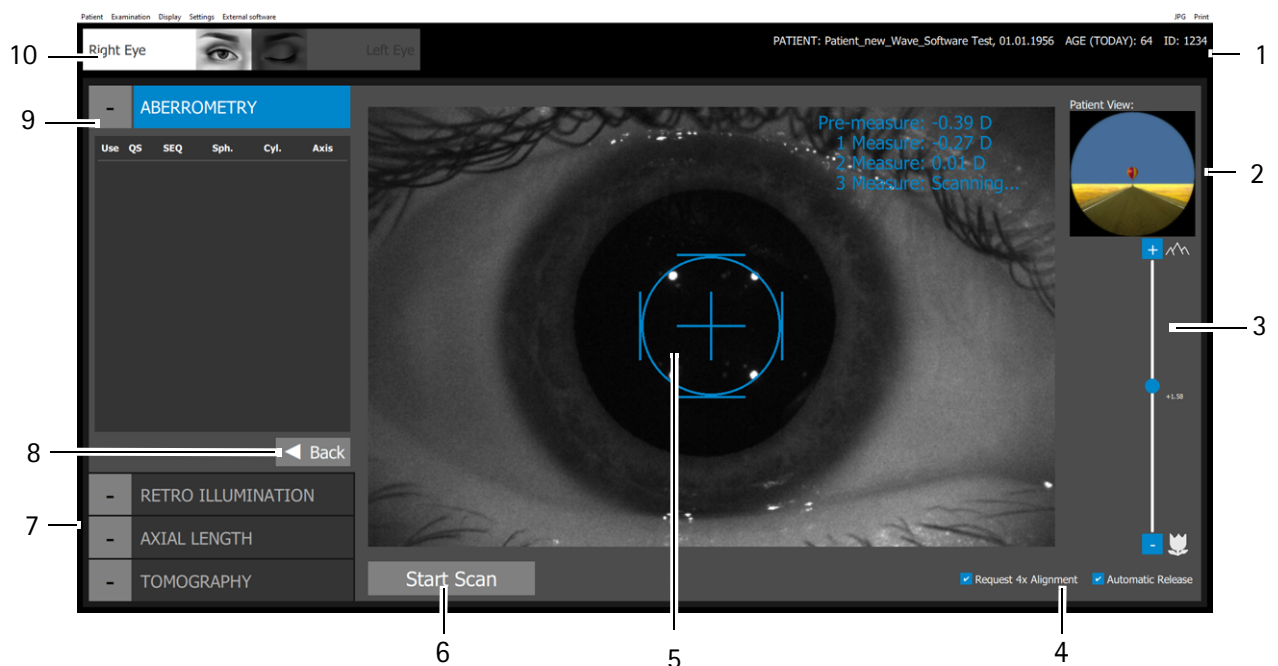 Patient Examination Display Settings External software JPG Print
Right Eye Left Eye
PATIENT: Patient_new_Wave_Software Test, 01.01.1956 AGE (TODAY): 64 ID: 1234
10
1
- ABERROMETRY
9
Use QS SEQ Sph. Cyl. Axis
Pre-measure: -0.39 D
1 Measure: -0.27 D
2 Measure: 0.01 D
3 Measure: Scanning...
Patient View:
2
+
3
+1.58
8
Back
- RETRO ILLUMINATION
7
- AXIAL LENGTH
- TOMOGRAPHY
-
Start Scan
Request 4x Alignment Automatic Release
6
5
4